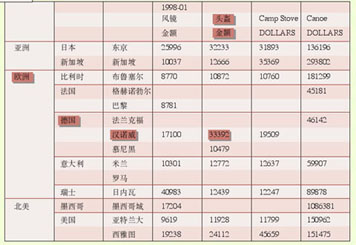 1998-01
风镜 头盔 Camp Stove Canoe
金额 金额 DOLLARS DOLLARS
亚洲 日本 东京 25996 32233 31893 136196
新加坡 新加坡 10037 12666 35369 293802
欧洲 比利时 布鲁塞尔 8770 10872 10760 181299
法国 格赫诺勃尔 45181
巴黎 8781
德国 法兰克福 46142
汉诺威 17100 33392 19509
慕尼黑 10479
意大利 米兰 10301 12772 12637 59907
罗马
瑞士 日内瓦 40983 12439 12247 89878
北美 墨西哥 墨西哥城 17204 1086381
美国 亚特兰大 9619 11928 11799 150962
西雅图 19238 24112 45659 151475